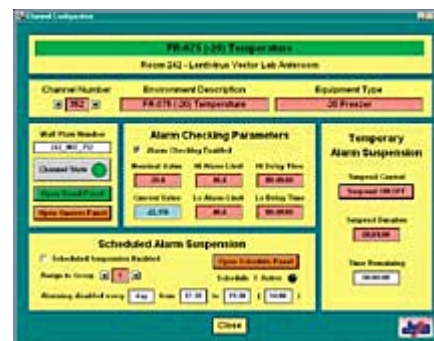 Channel Configuration
FR-075 (-20) Temperature
Room 242 - Lentivirus Vector Lab Anteroom
Channel Number Environment Description Equipment Type
352 FR-075 (-20) Temperature -20 Freezer
Wall Plate Number
Alarm Checking Parameters
Temporary
Alarm Suspension
Alarm Checking Enabled
Channel State
Nominal Value Hi Alarm Limit Hi Delay Time
Suspend Control
Suspend ON/OFF
Open Trend Panel
Current Value Lo Alarm Limit Lo Delay Time
Open Sensors Panel
Suspend Duration
Scheduled Alarm Suspension
Scheduled Suspension Enabled
Open Schedule Panel
Time Remaining
Assign to Group 1
Schedule 1 Active
Alarming disabled every day from to
Close